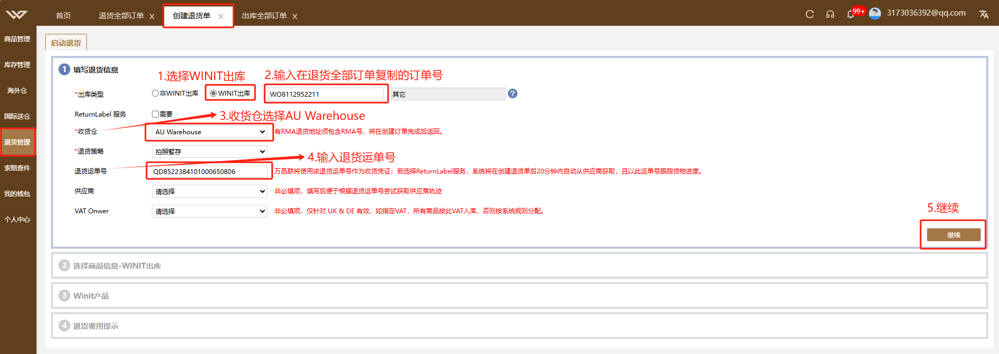 首页
退货全部订单 ×
创建退货单 ×
出库全部订单 ×
99+
3173036392@qq.com
商品管理
库存管理
海外仓
国际送仓
退货管理
索赔查件
我的钱包
个人中心
启动退货
1 填写退货信息
1.选择WINIT出库
2.输入在退货全部订单复制的订单号
*出库类型
非WINIT出库
WINIT出库
WO8112952211
其它
?
ReturnLabel 服务
需要
3.收货仓选择AU Warehouse
*收货仓
AU Warehouse
有RMA退货地址须包含RMA号，将在创建订单完成后返回。
*退货策略
拍照暂存
4.输入退货运单号
退货运单号
QD8522384101000650806
万邑联将使用该退货运单号作为收货凭证；若选择ReturnLabel服务，系统将在创建退货单后20分钟内自动从供应商获取，且以此运单号跟踪货物进度。
供应商
请选择
非必填项，填写后便于根据退货运单号尝试获取供应商轨迹
VAT Onwer
请选择
非必填项，仅针对 UK & DE 有效，如指定VAT，所有商品按此VAT入库，否则按系统规则分配。
5.继续
继续
2 选择商品信息-WINIT出库
3 Winit产品
4 退货费用提示